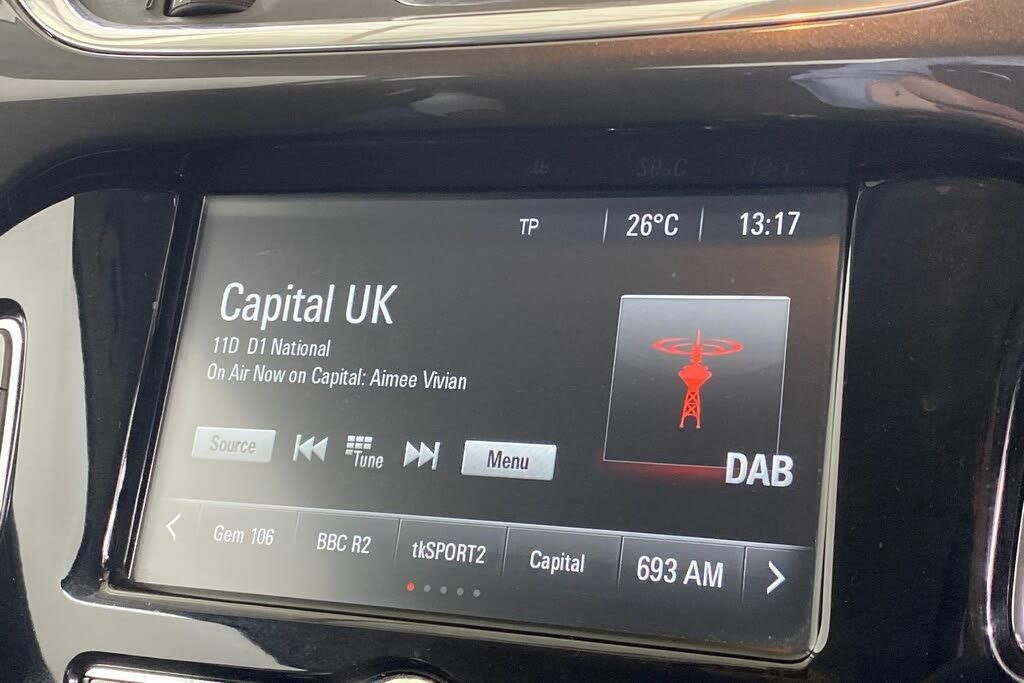 TP 26°C 13:17
Capital UK
11D D1 National
On Air Now on Capital: Aimee Vivian
Source Tune Menu
DAB
Gem 106 BBC R2 tkSPORT2 Capital 693 AM